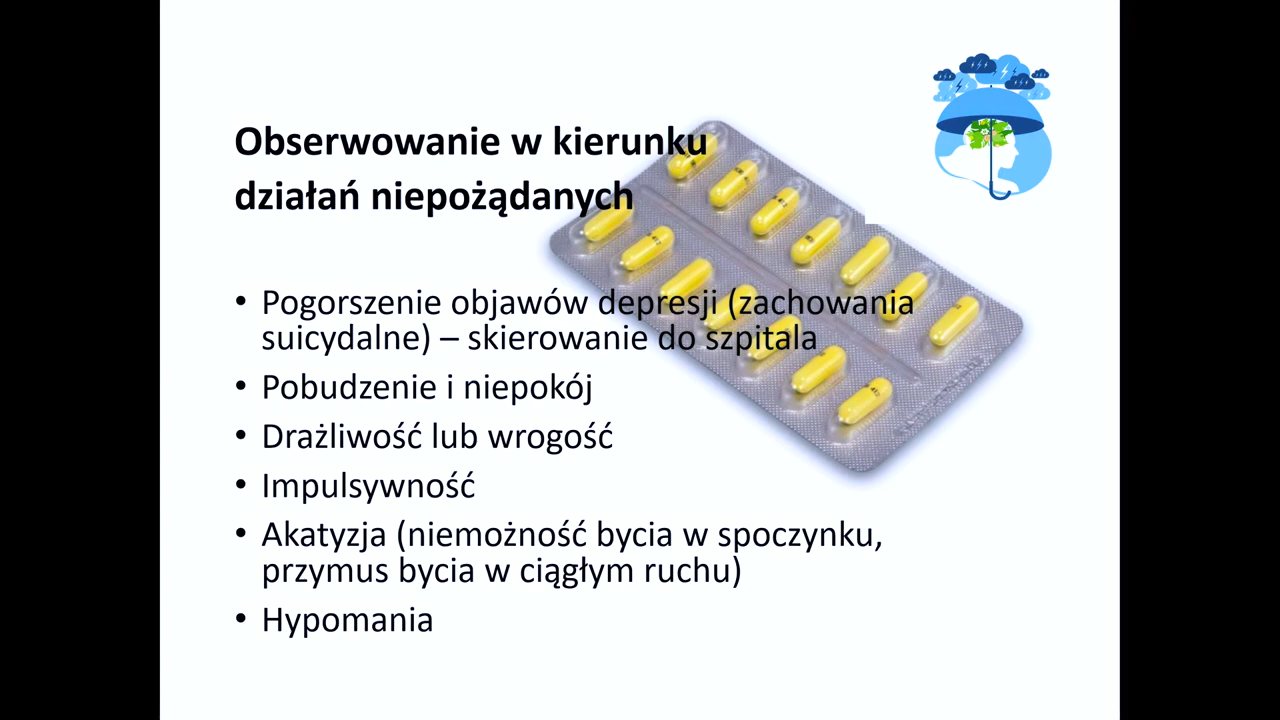 Obserwowanie w kierunku
działań niepożądanych
• Pogorszenie objawów depresji (zachowania
suicydalne) – skierowanie do szpitala
• Pobudzenie i niepokój
• Drażliwość lub wrogość
• Impulsywność
• Akatyzja (niemożność bycia w spoczynku,
przymus bycia w ciągłym ruchu)
• Hypomania